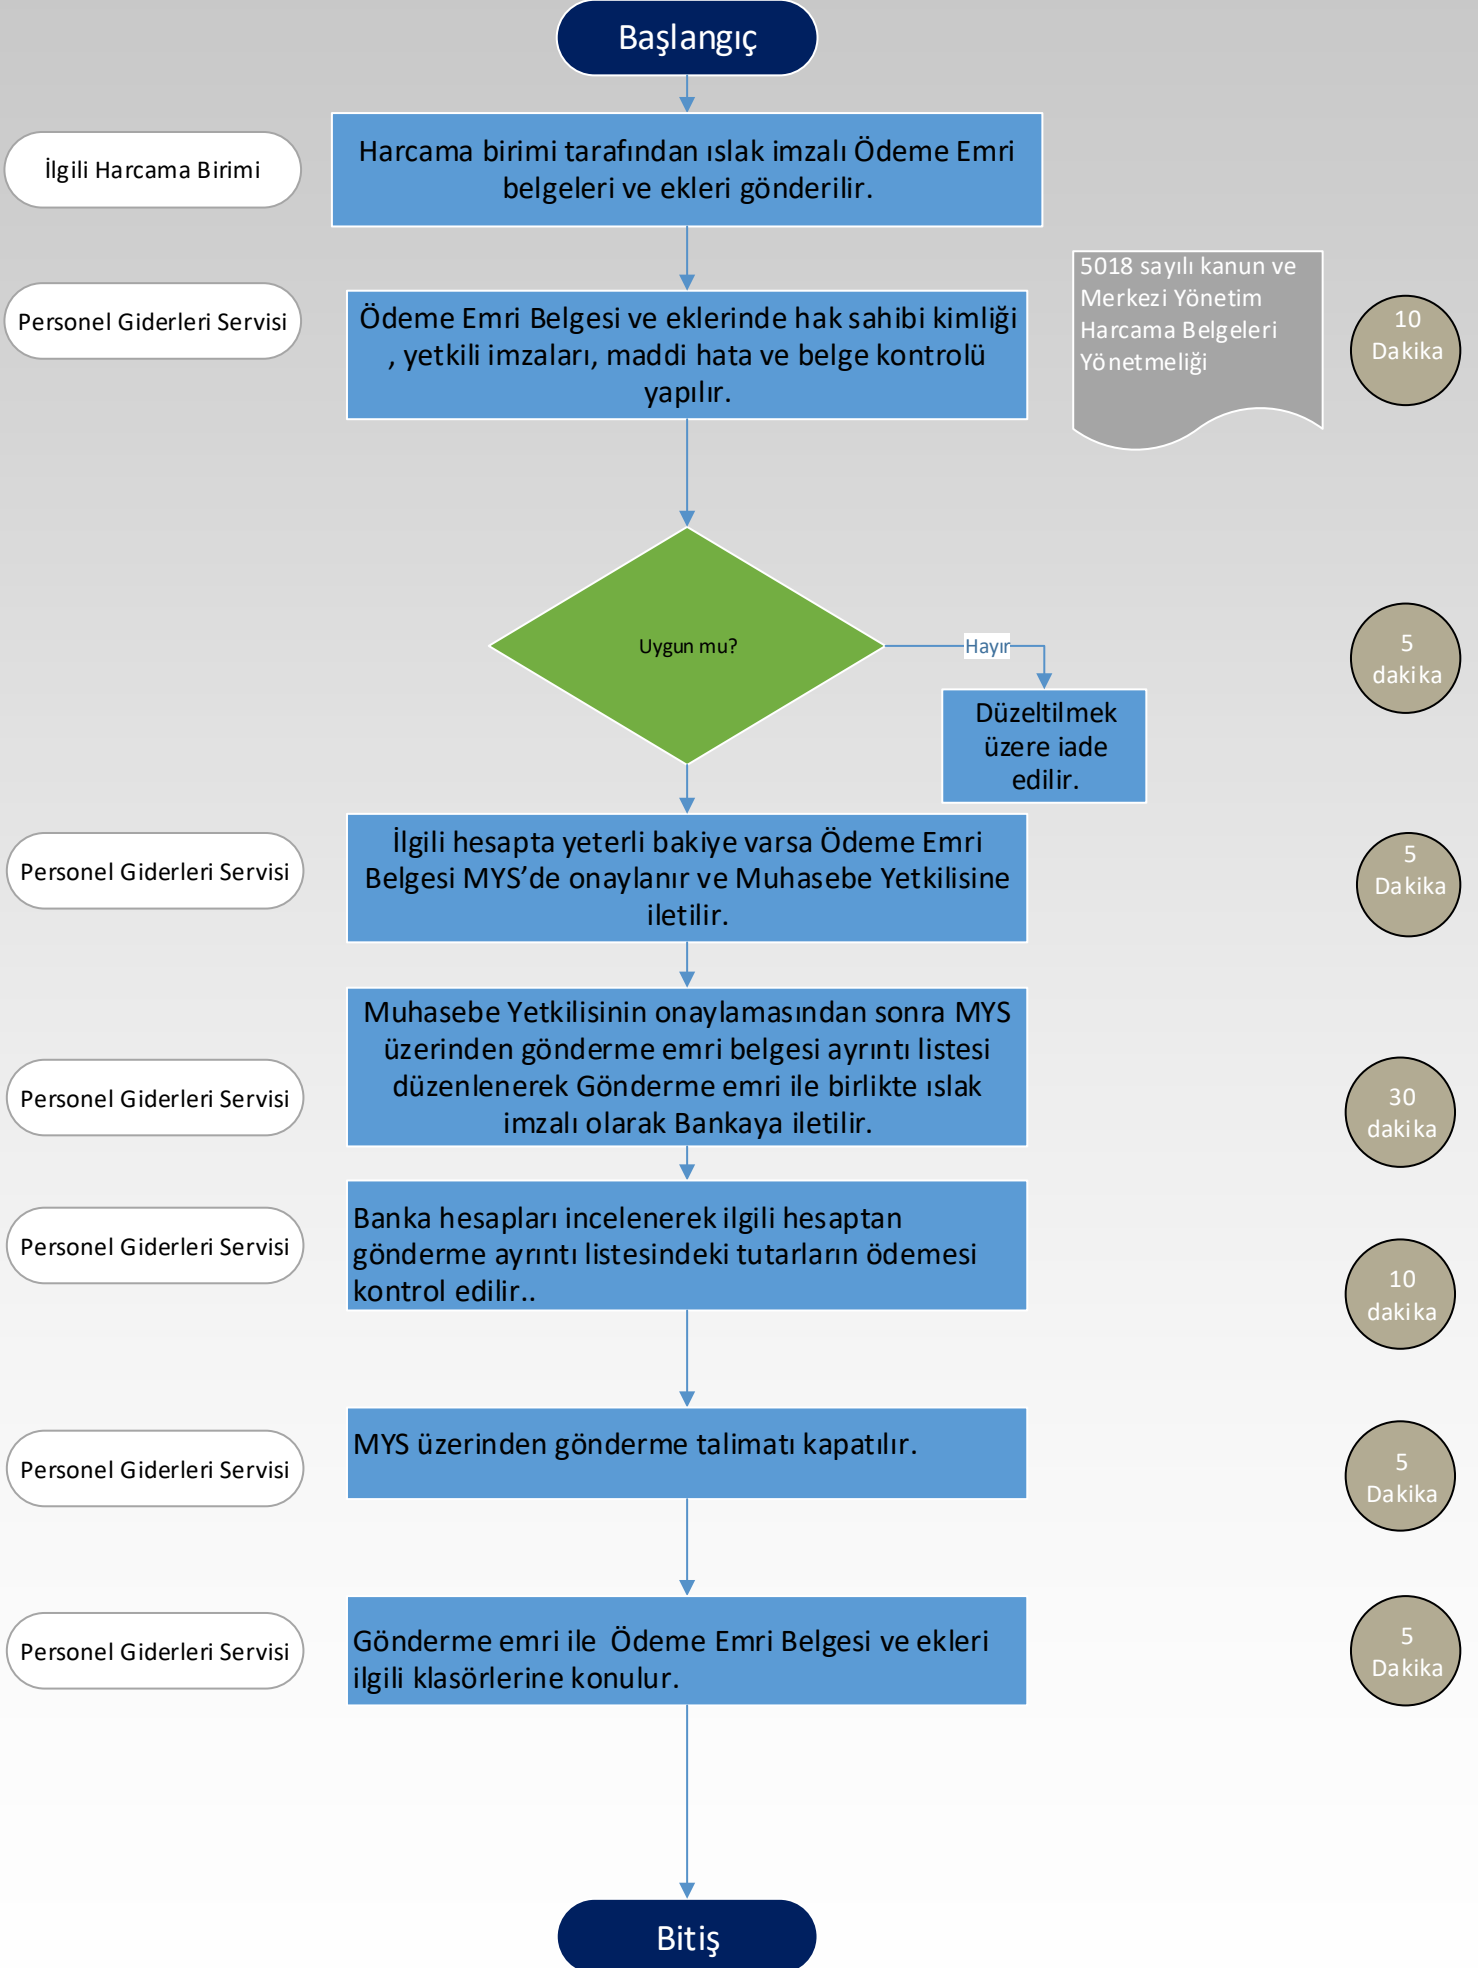 Başlangıç
İlgili Harcama Birimi
Harcama birimi tarafından ıslak imzalı Ödeme Emri
belgeleri ve ekleri gönderilir.
Personel Giderleri Servisi
Ödeme Emri Belgesi ve eklerinde hak sahibi kimliği
, yetkili imzaları, maddi hata ve belge kontrolü
yapılır.
5018 sayılı kanun ve
Merkezi Yönetim
Harcama Belgeleri
Yönetmeliği
10
Dakika
Uygun mu?
Hayır
5
dakika
Düzeltilmek
üzere iade
edilir.
Personel Giderleri Servisi
İlgili hesapta yeterli bakiye varsa Ödeme Emri
Belgesi MYS’de onaylanır ve Muhasebe Yetkilisine
iletilir.
5
Dakika
Personel Giderleri Servisi
Muhasebe Yetkilisinin onaylamasından sonra MYS
üzerinden gönderme emri belgesi ayrıntı listesi
düzenlenerek Gönderme emri ile birlikte ıslak
imzalı olarak Bankaya iletilir.
30
dakika
Personel Giderleri Servisi
Banka hesapları incelenerek ilgili hesaptan
gönderme ayrıntı listesindeki tutarların ödemesi
kontrol edilir..
10
dakika
Personel Giderleri Servisi
MYS üzerinden gönderme talimatı kapatılır.
5
Dakika
Personel Giderleri Servisi
Gönderme emri ile  Ödeme Emri Belgesi ve ekleri
ilgili klasörlerine konulur.
5
Dakika
Bitiş